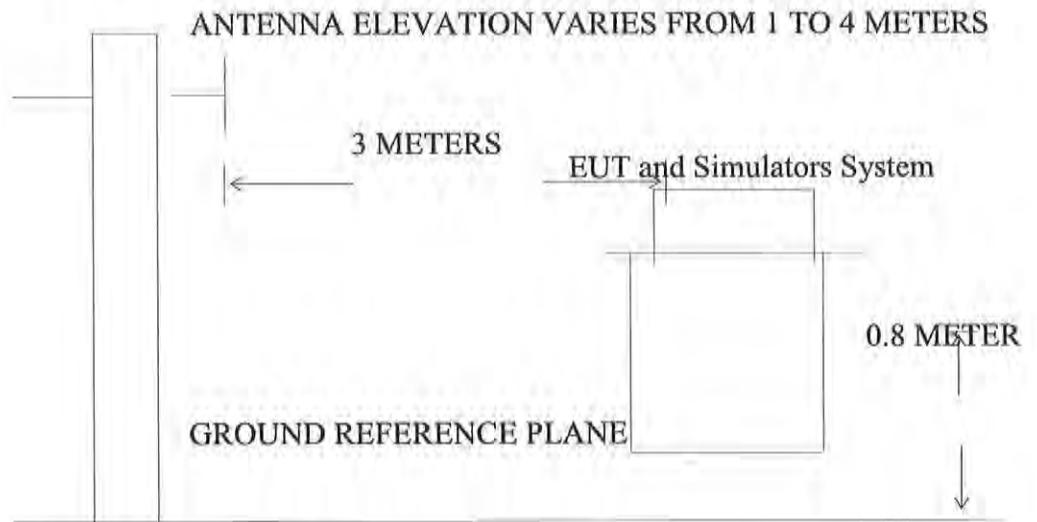 ANTENNA ELEVATION VARIES FROM 1 TO 4 METERS
3 METERS
EUT and Simulators System
0.8 METER
GROUND REFERENCE PLANE